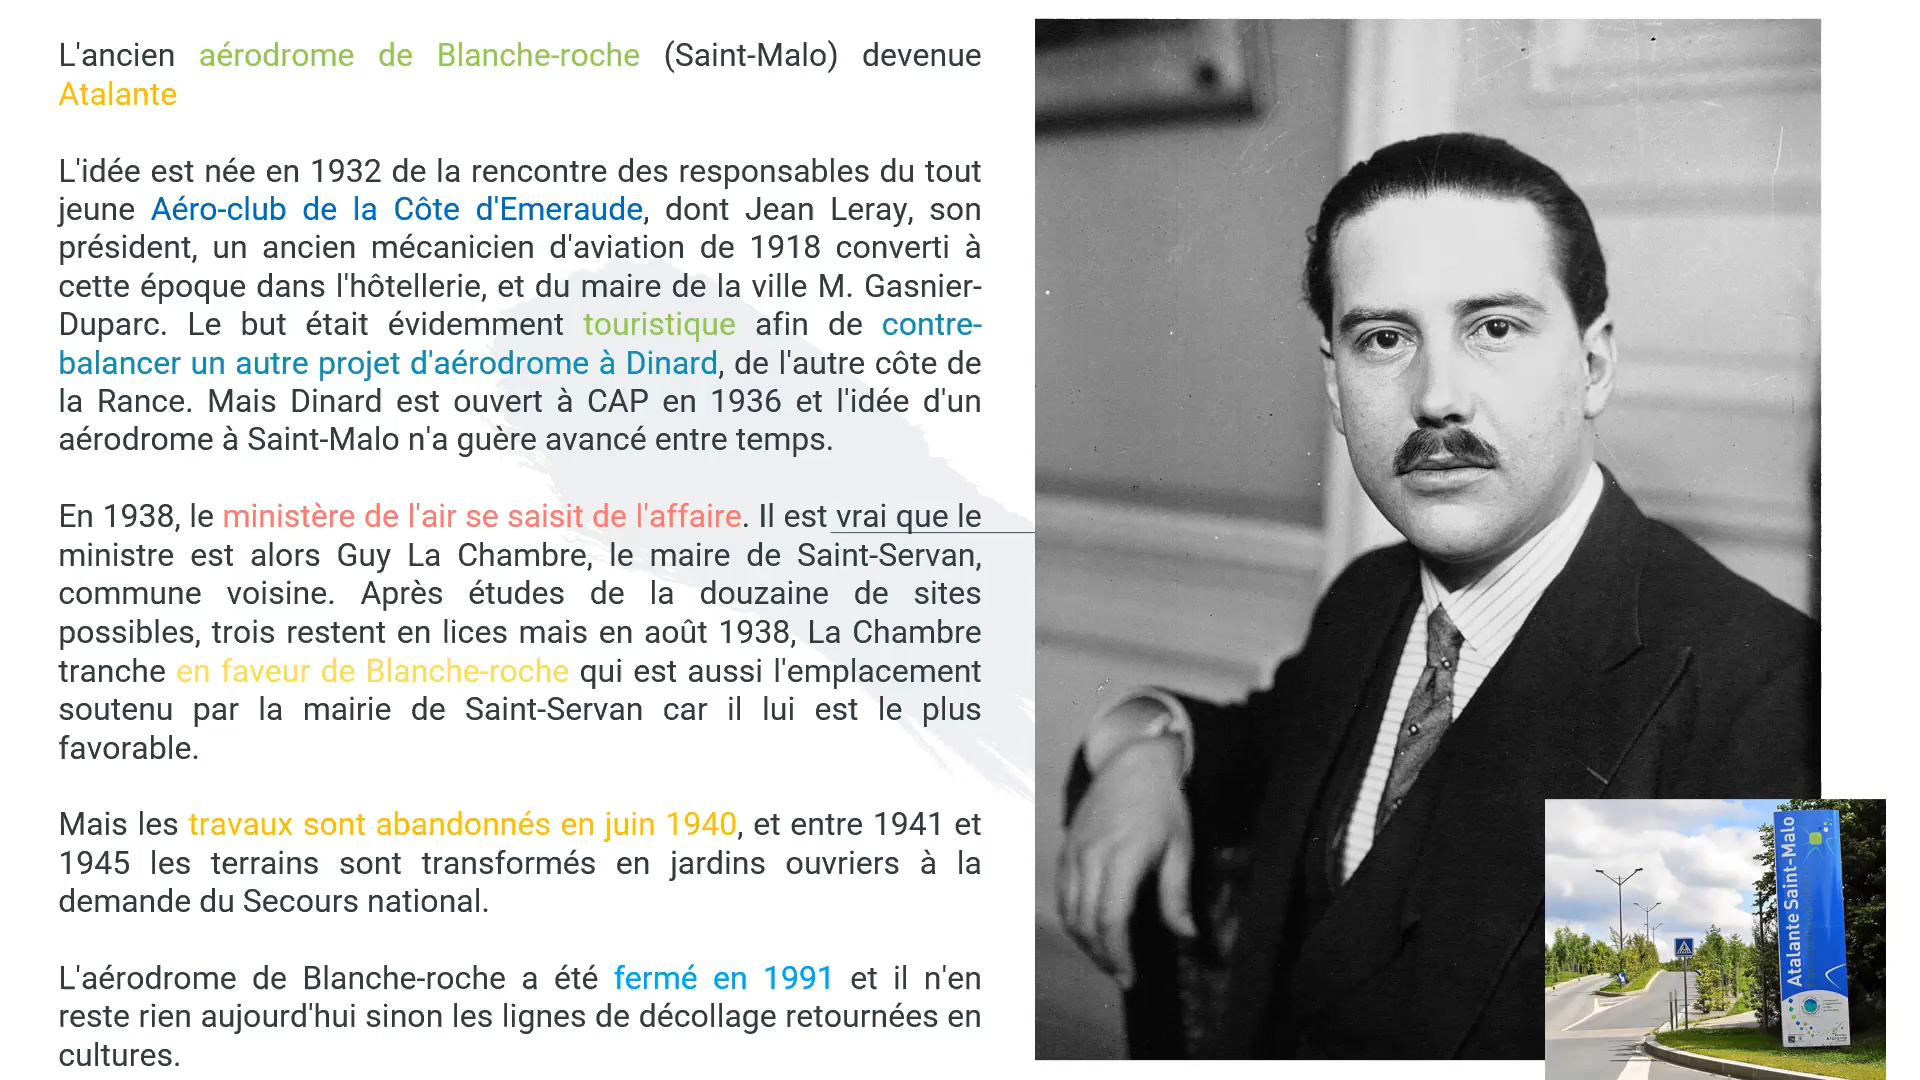 L'ancien aérodrome de Blanche-roche (Saint-Malo) devenue
Atalante
L'idée est née en 1932 de la rencontre des responsables du tout
jeune Aéro-club de la Côte d'Emeraude, dont Jean Leray, son
président, un ancien mécanicien d'aviation de 1918 converti à
cette époque dans l'hôtellerie, et du maire de la ville M. Gasnier-
Duparc. Le but était évidemment touristique afin de contre-
balancer un autre projet d'aérodrome à Dinard, de l'autre côte de
la Rance. Mais Dinard est ouvert à CAP en 1936 et l'idée d'un
aérodrome à Saint-Malo n'a guère avancé entre temps.
En 1938, le ministère de l'air se saisit de l'affaire. Il est vrai que le
ministre est alors Guy La Chambre, le maire de Saint-Servan,
commune voisine. Après études de la douzaine de sites
possibles, trois restent en lices mais en août 1938, La Chambre
tranche en faveur de Blanche-roche qui est aussi l'emplacement
soutenu par la mairie de Saint-Servan car il lui est le plus
favorable.
Mais les travaux sont abandonnés en juin 1940, et entre 1941 et
1945 les terrains sont transformés en jardins ouvriers à la
demande du Secours national.
L'aérodrome de Blanche-roche a été fermé en 1991 et il n'en
reste rien aujourd'hui sinon les lignes de décollage retournées en
cultures.
Atalante Saint-Malo